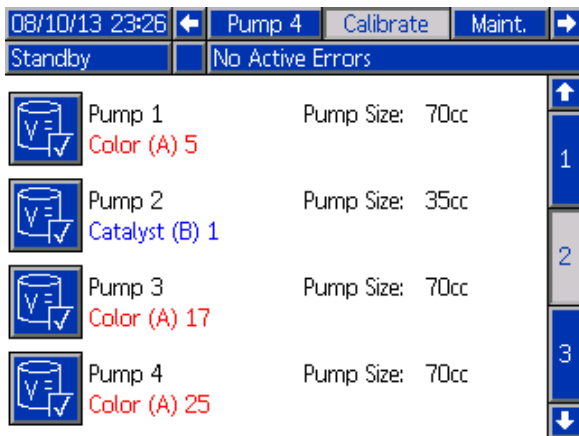 08/10/13 23:26 Pump 4 Calibrate Maint.
Standby No Active Errors
Pump 1 Pump Size: 70cc
Color (A) 5
1
Pump 2 Pump Size: 35cc
Catalyst (B) 1
2
Pump 3 Pump Size: 70cc
Color (A) 17
3
Pump 4 Pump Size: 70cc
Color (A) 25